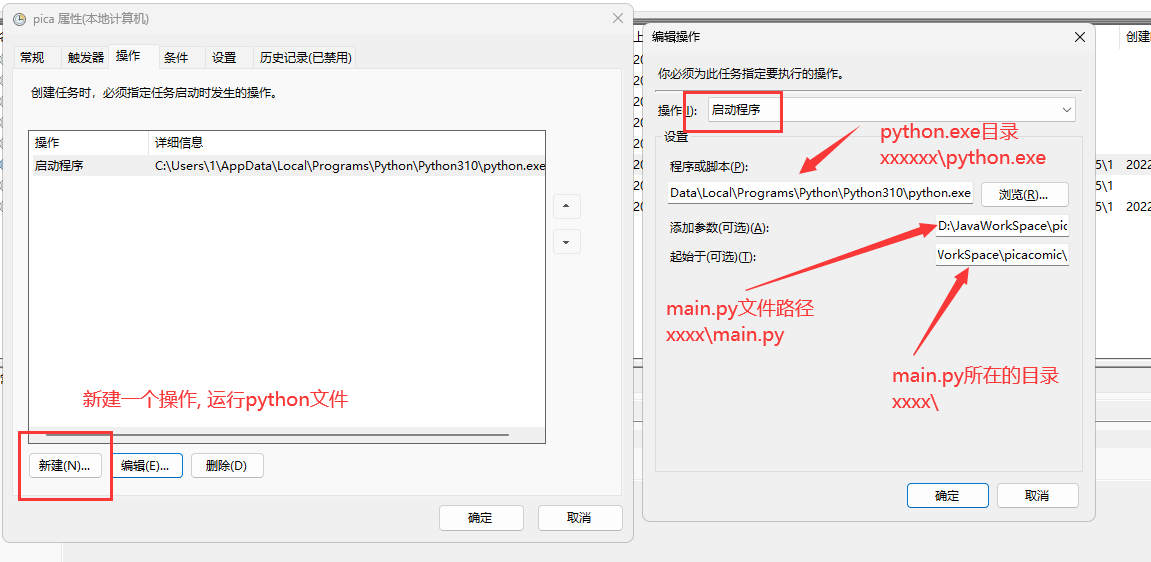 pica 属性(本地计算机)
常规 触发器 操作 条件 设置 历史记录(已禁用)
创建任务时，必须指定任务启动时发生的操作。
操作 详细信息
启动程序 C:\Users\1\AppData\Local\Programs\Python\Python310\python.exe
新建一个操作, 运行python文件
新建(N)... 编辑(E)... 删除(D)
确定 取消
编辑操作
你必须为此任务指定要执行的操作。
操作(I): 启动程序
设置
python.exe目录
xxxxxx\python.exe
程序或脚本(P):
Data\Local\Programs\Python\Python310\python.exe 浏览(R)...
添加参数(可选)(A): D:\JavaWorkSpace\pic
起始于(可选)(T): WorkSpace\picacomic\
main.py文件路径
xxxx\main.py
main.py所在的目录
xxxx\
确定 取消
创建
5\1 2022
5\1
5\1 2022